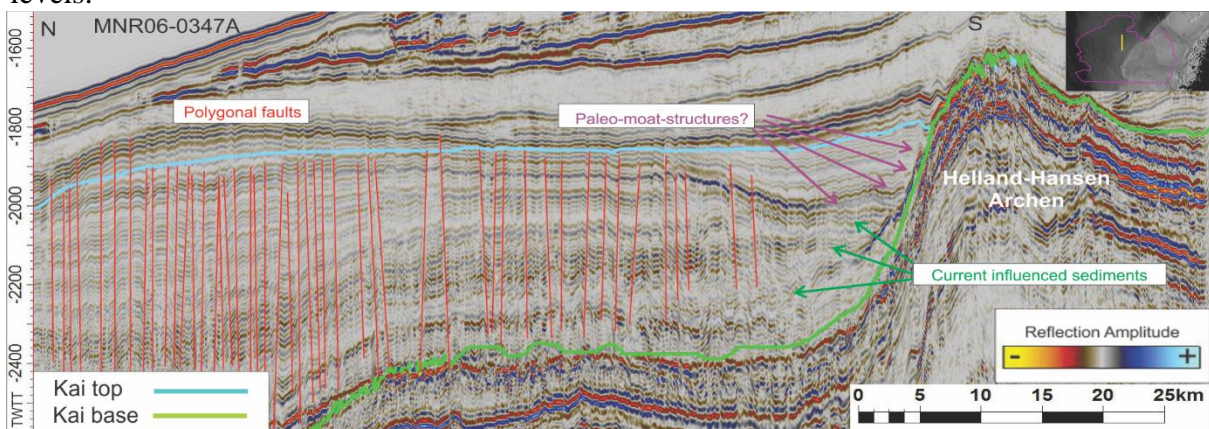 levels.
N MNR06-0347A S
-1600
-1800
-2000
-2200
-2400
TWTT
Polygonal faults
Paleo-moat-structures?
Helland-Hansen
Archen
Current influenced sediments
Reflection Amplitude
- +
Kai top
Kai base
0 5 10 15 20 25km